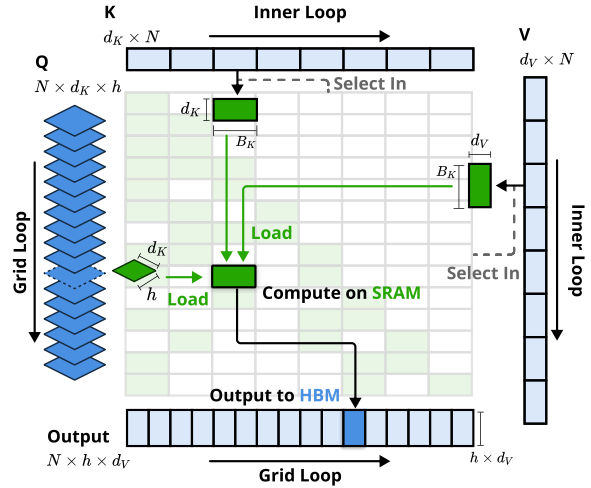 K
Inner Loop
d_K × N
V
Q
d_V × N
N × d_K × h
Select In
d_K
B_K
d_V
B_K
Grid Loop
Inner Loop
Load
d_K
h
Load
Select In
Compute on SRAM
Output to HBM
Output
N × h × d_V
h × d_V
Grid Loop